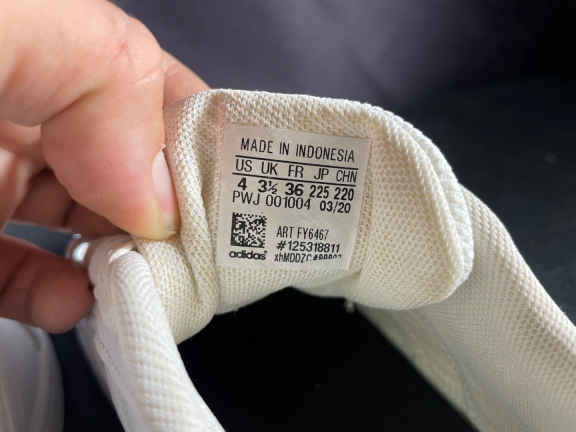 MADE IN INDONESIA
US UK FR JP CHN
4 3½ 36 225 220
PWJ 001004 03/20
ART FY6467
#125318811
adidas